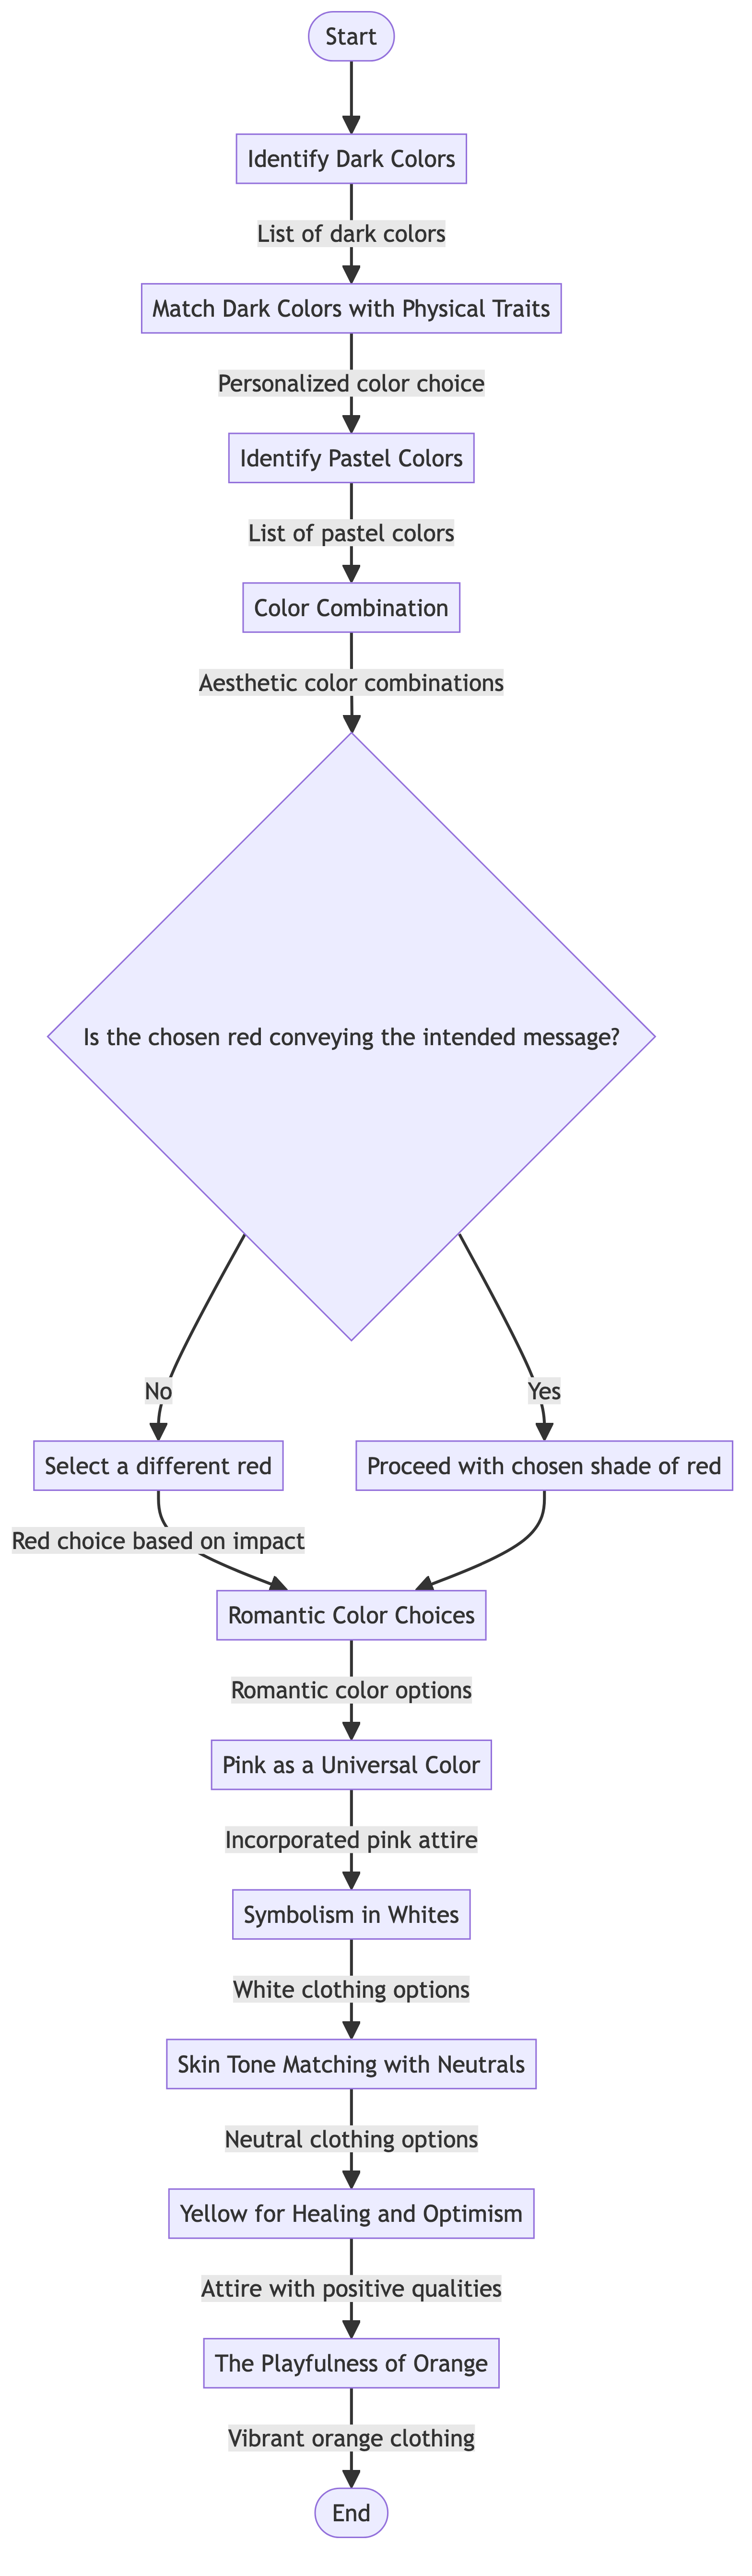 Start
Identify Dark Colors
List of dark colors
Match Dark Colors with Physical Traits
Personalized color choice
Identify Pastel Colors
List of pastel colors
Color Combination
Aesthetic color combinations
Is the chosen red conveying the intended message?
No
Yes
Select a different red
Proceed with chosen shade of red
Red choice based on impact
Romantic Color Choices
Romantic color options
Pink as a Universal Color
Incorporated pink attire
Symbolism in Whites
White clothing options
Skin Tone Matching with Neutrals
Neutral clothing options
Yellow for Healing and Optimism
Attire with positive qualities
The Playfulness of Orange
Vibrant orange clothing
End